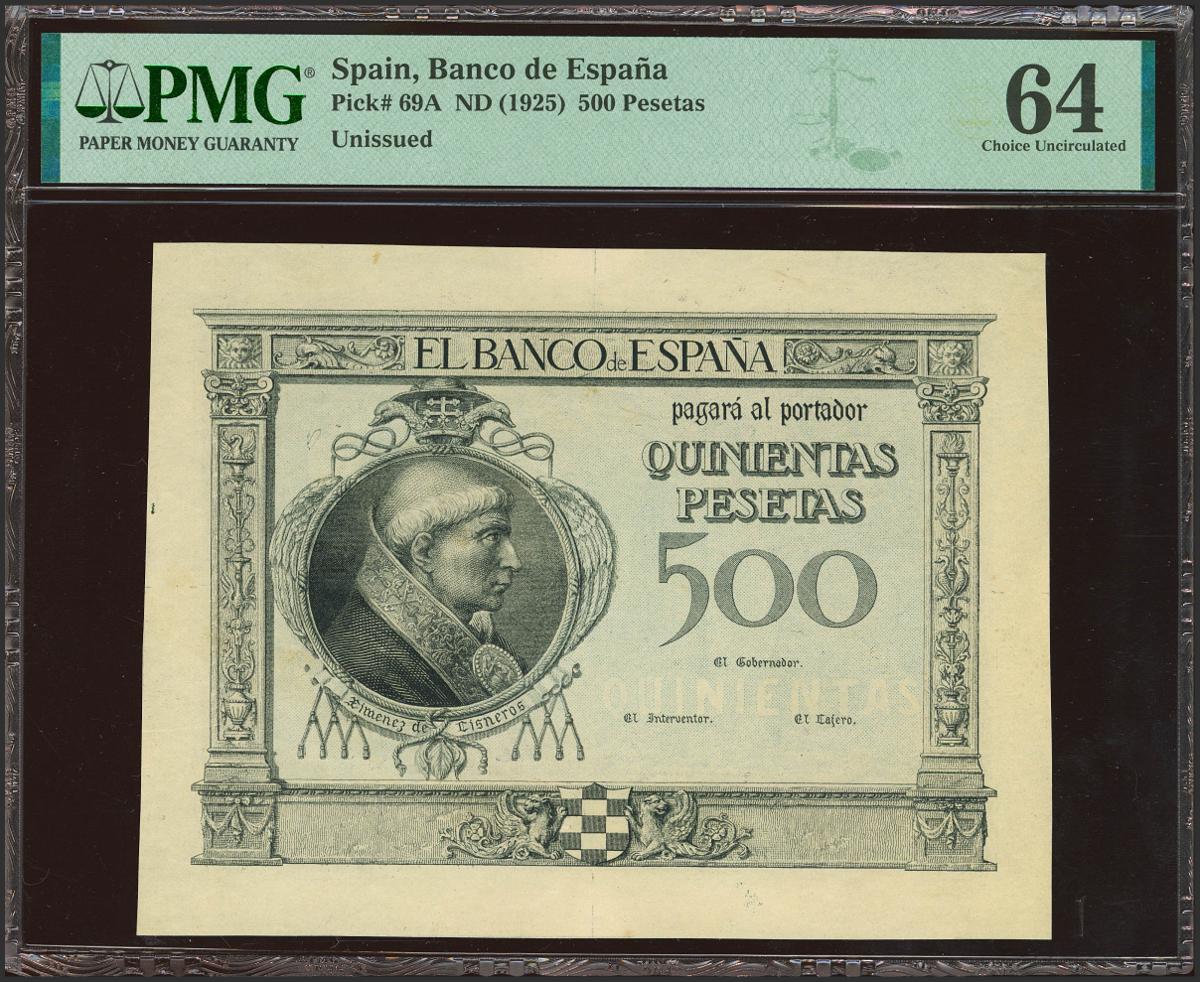 PMG®
PAPER MONEY GUARANTY
Spain, Banco de España
Pick# 69A ND (1925) 500 Pesetas
Unissued
64
Choice Uncirculated
EL BANCO de ESPAÑA
pagará al portador
QUINIENTAS
PESETAS
500
El Gobernador.
QUINIENTAS
El Interventor. El Cajero.
Ximenez de Cisneros